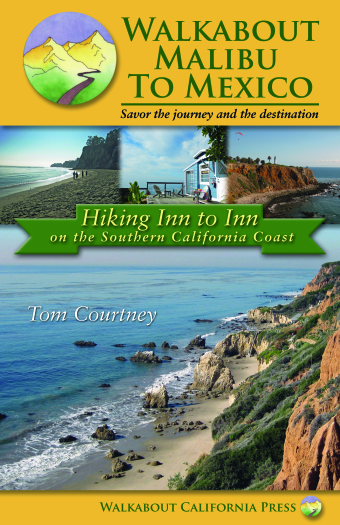 WALKABOUT
MALIBU
TO MEXICO
Savor the journey and the destination
Hiking Inn to Inn
on the Southern California Coast
Tom Courtney
WALKABOUT CALIFORNIA PRESS